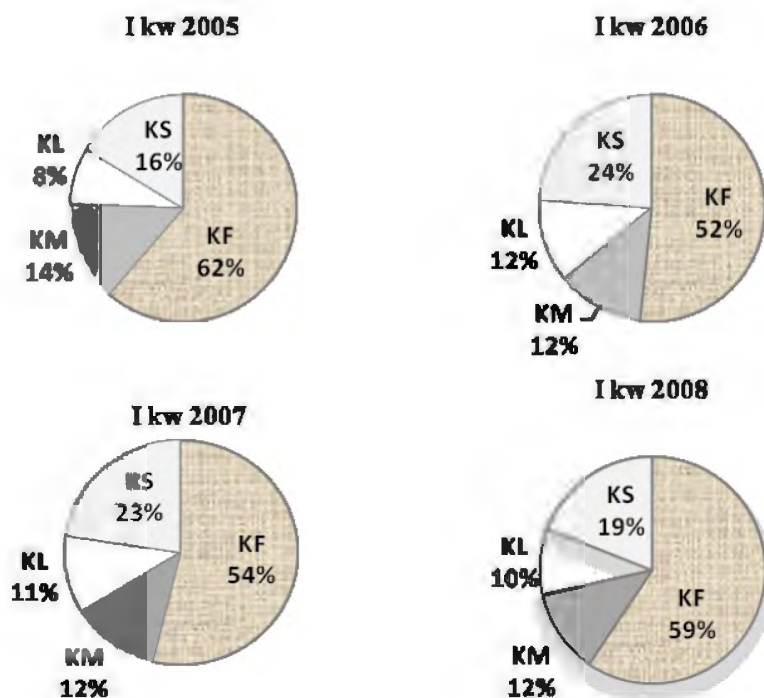 I kw 2005
KS
16%
KL
8%
KM
14%
KF
62%
I kw 2006
KS
24%
KF
52%
KL
12%
KM
12%
I kw 2007
KS
23%
KF
54%
KL
11%
KM
12%
I kw 2008
KS
19%
KL
10%
KF
59%
KM
12%